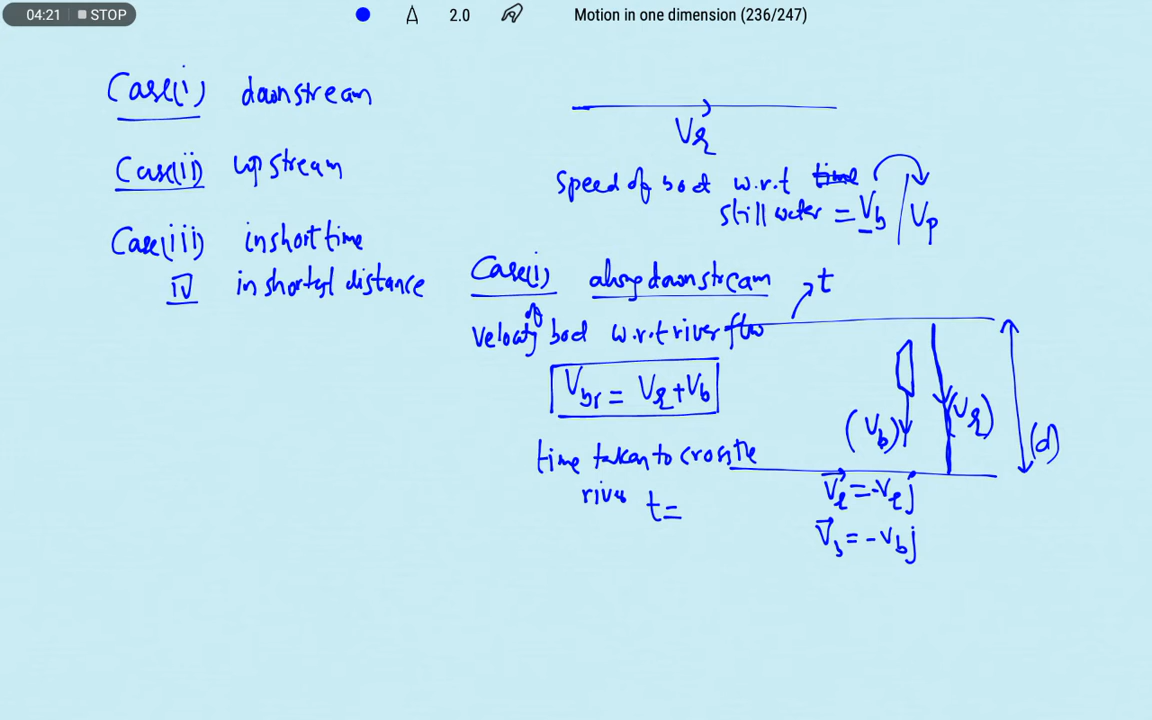 04:21 STOP 2.0 Motion in one dimension (236/247)
Case(i) downstream
Case(ii) upstream
Case(iii) in short time
IV in shortest distance
Vr
Speed of boat w.r.t time
still water = Vb / Vp
Case(i) along downstream
t
Velocity of boat w.r.t river flow
Vbr = Vr + Vb
(Vb) (Vr) (d)
time taken to cross the
river t =
Vr = -Vr j
Vb = -Vb j